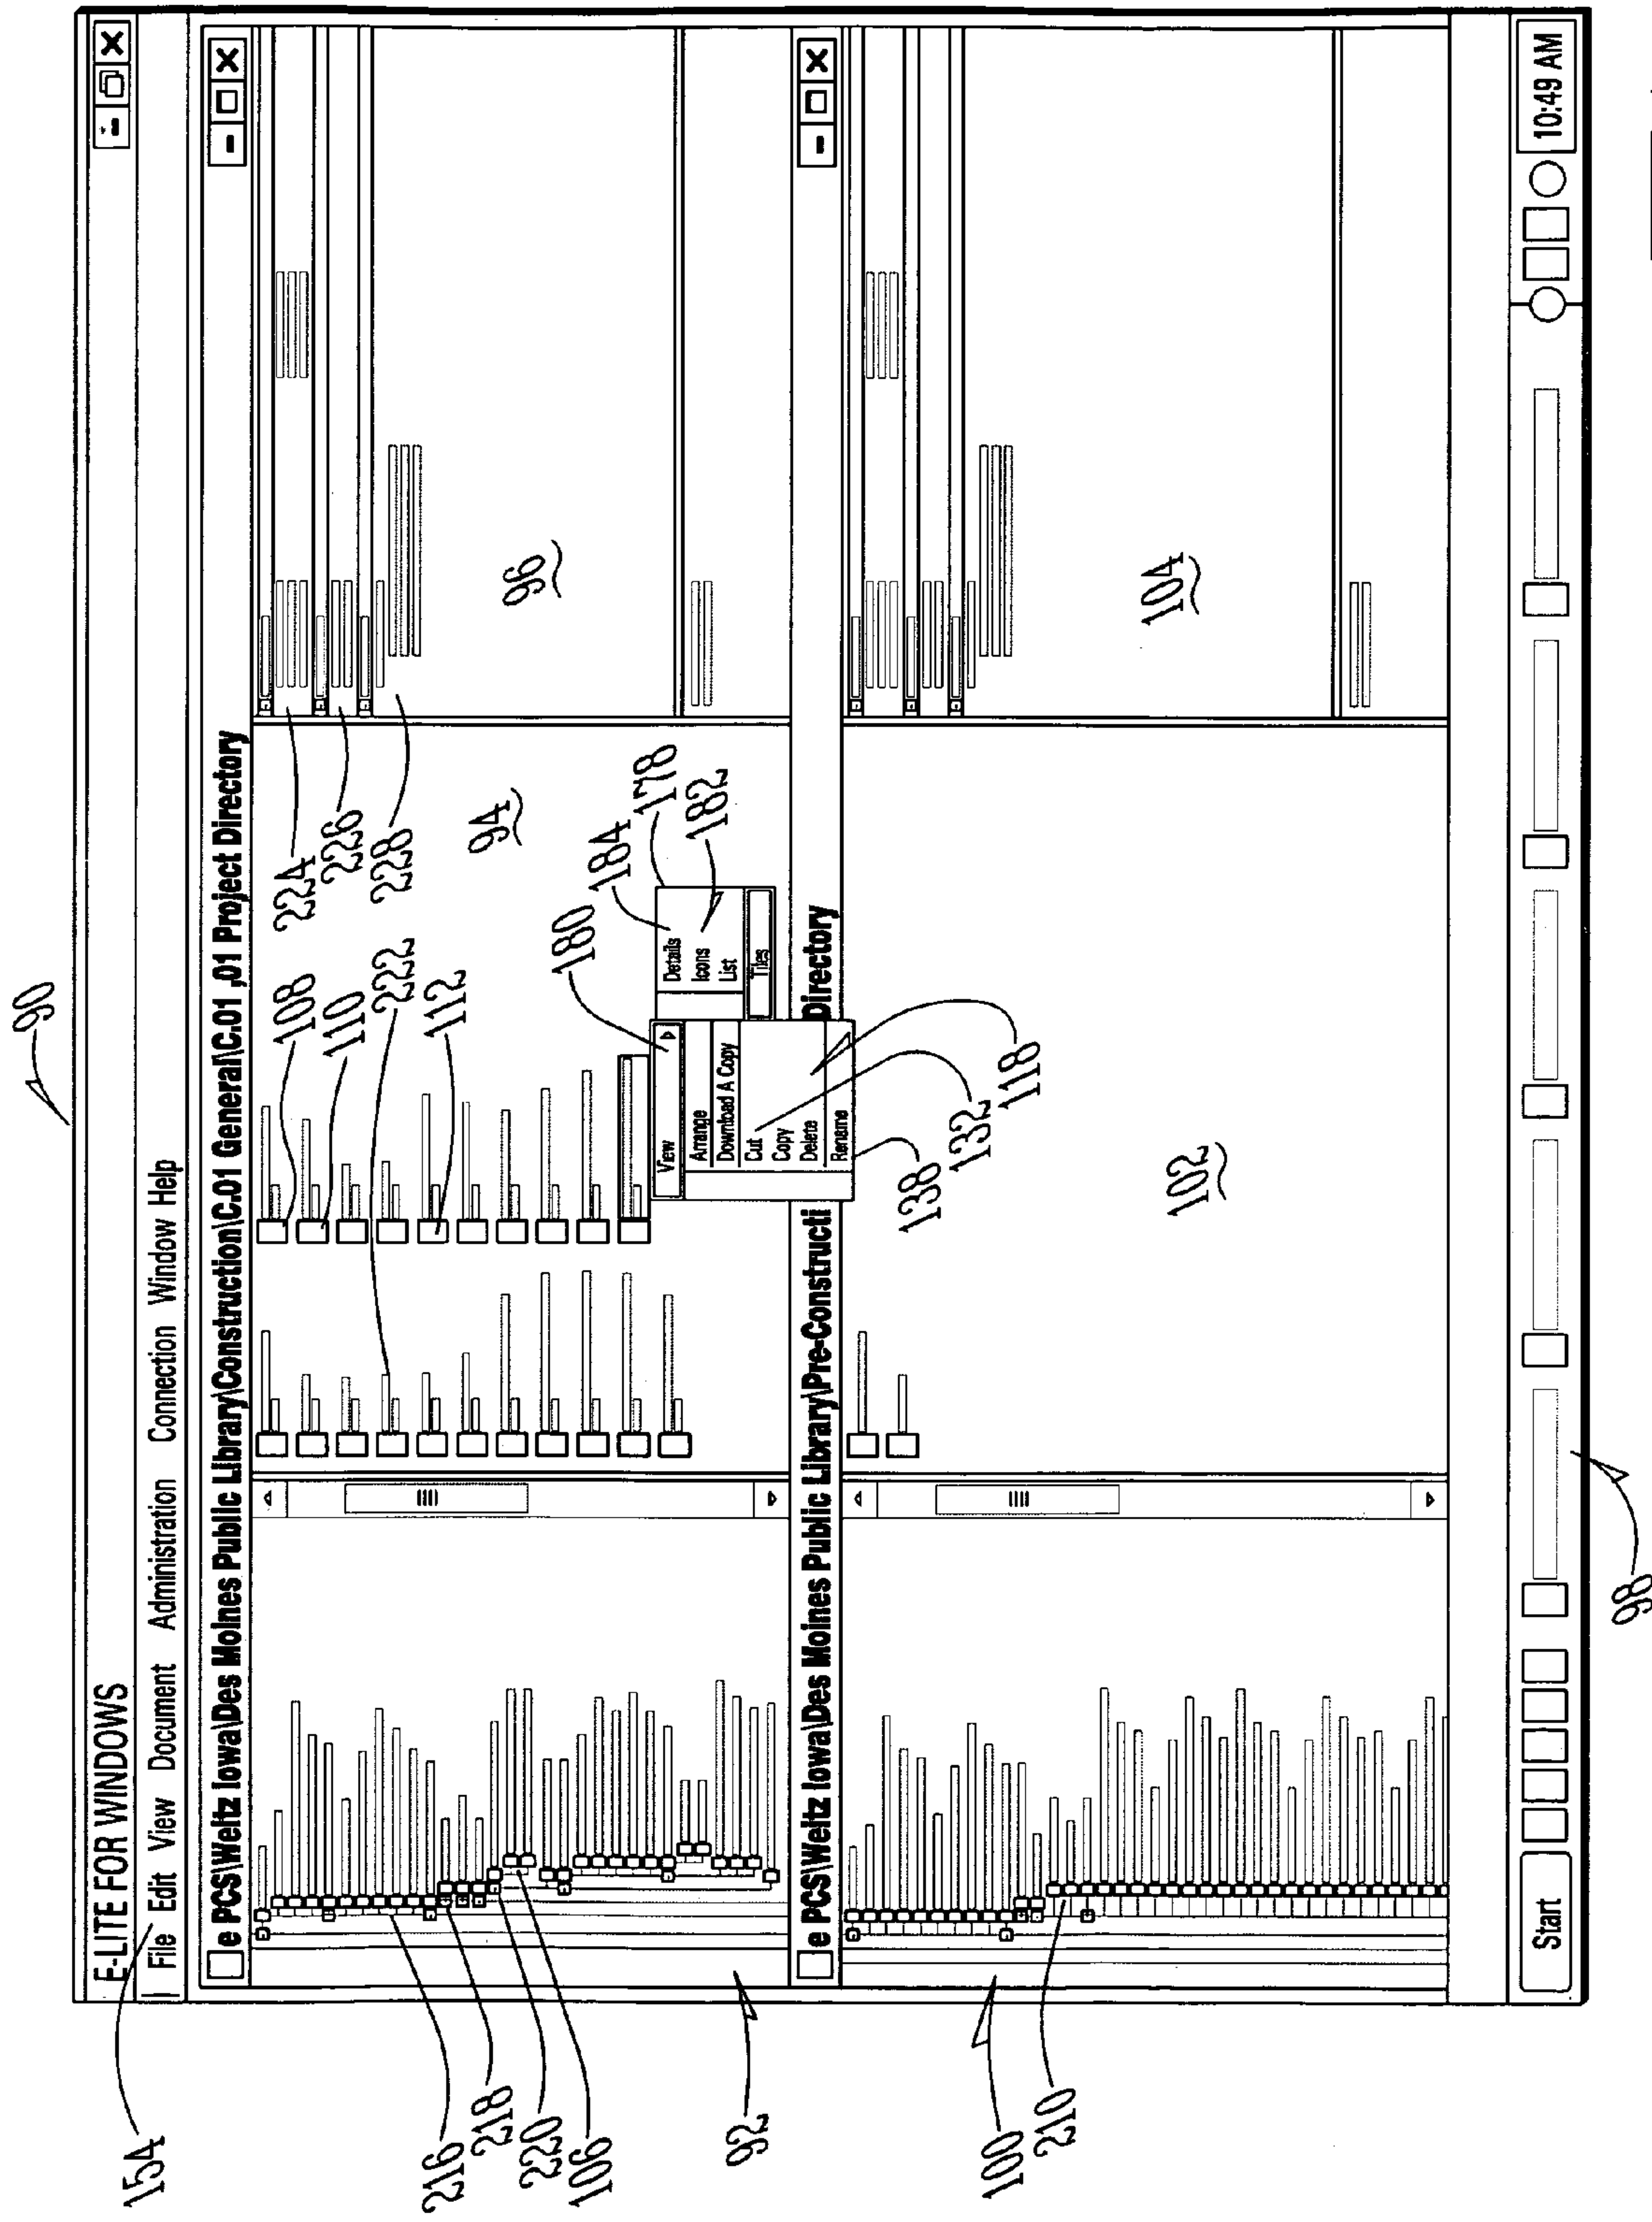 90
E-LITE FOR WINDOWS
154
File Edit View Document Administration Connection Window Help
e PCS\Weitz Iowa\Des Moines Public Library\Construction\C.01 General\C.01 ,01 Project Directory
216
218
220
106
92
108
110
222
112
224
226
228
94
96
180
184
178
182
View
Arrange
Download A Copy
Cut
Copy
Delete
Rename
Details
Icons
List
Tiles
e PCS\Weitz Iowa\Des Moines Public Library\Pre-Constructi Directory
138
132
118
100
210
102
104
Start
10:49 AM
98